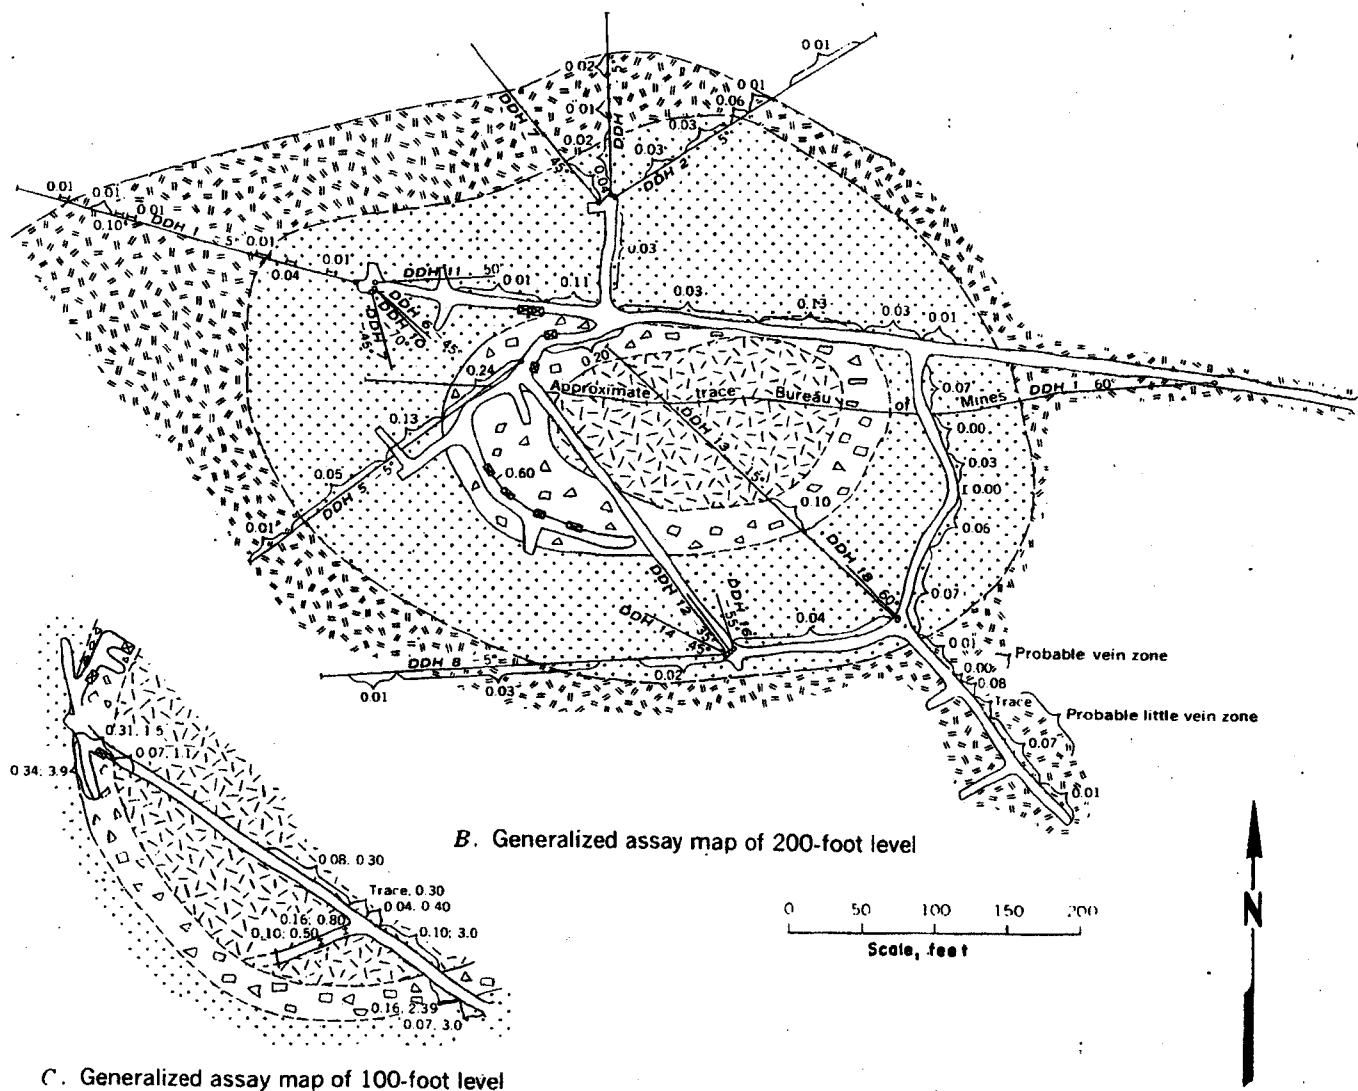 0.01
0.02
5°
0.01
DDH 7
DDH 4
0.01
0.06
0.03
5°
0.02
45°
0.04
0.03
DDH 2
0.01
0.01
0.01
0.10
DDH 1
5°
0.01
0.03
0.04
0.01
DDH 11
50°
0.01
0.11
0.03
0.13
0.03
0.01
DDH 6
DDH 10
45°
70°
45°
0.24
0.20
Approximate trace Bureau of Mines DDH 1 60°
0.07
0.13
DDH 13
0.00
5°
0.05
0.60
15°
0.03
0.00
DDH 5
0.10
0.01
0.06
DDH 18
60°
DDH 12
DDH 16
0.07
DDH 14
35°
55°
45°
0.04
DDH 8
5°
0.02
0.01
0.03
0.01
Probable vein zone
0.00
0.08
Trace
Probable little vein zone
0.07
0.01
0.31, 1.5
0.07, 1.1
0.34; 3.9
B. Generalized assay map of 200-foot level
0.08, 0.30
Trace, 0.30
0.04, 0.40
0.16; 0.80
0.10; 0.50
0.10; 3.0
0.16, 2.39
0.07, 3.0
0 50 100 150 200
Scale, feet
N
C. Generalized assay map of 100-foot level